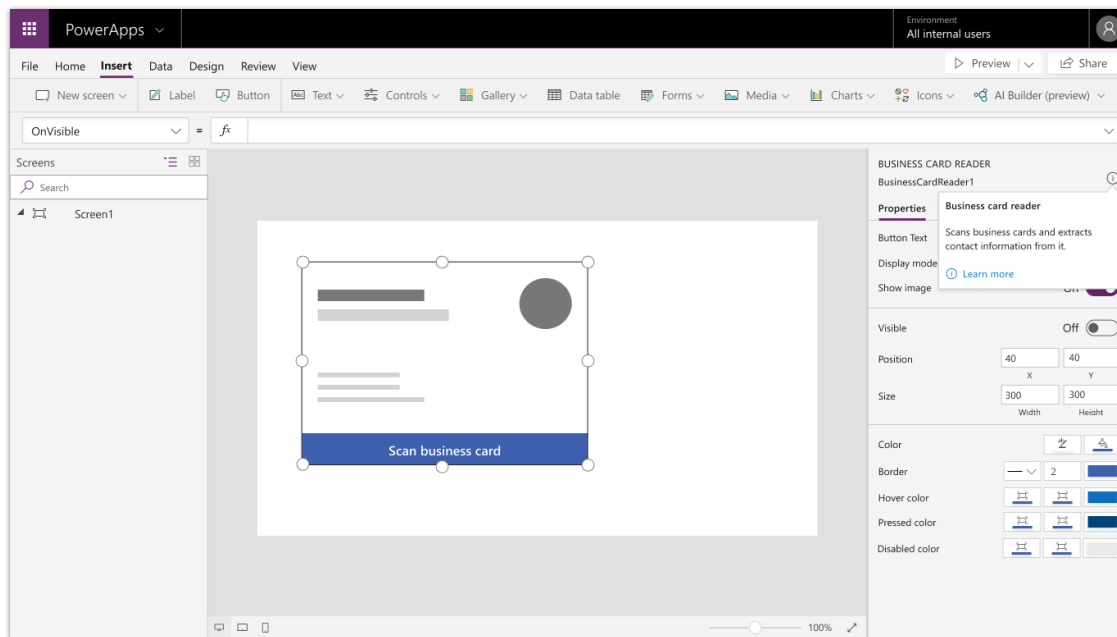 PowerApps
Environment
All internal users
File Home Insert Data Design Review View
Preview Share
New screen Label Button Abc Text Controls Gallery Data table Forms Media Charts Icons AI Builder (preview)
OnVisible = fx
Screens
Search
Screen1
Scan business card
100%
BUSINESS CARD READER
BusinessCardReader1
Properties
Business card reader
Scans business cards and extracts
contact information from it.
Learn more
Button Text
Display mode
Show image
Visible Off
Position 40 40
X Y
Size 300 300
Width Height
Color
Border 2
Hover color
Pressed color
Disabled color